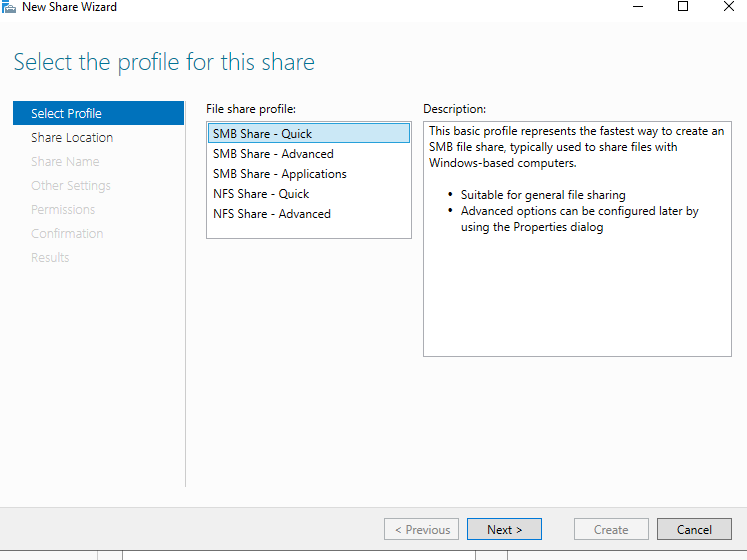 New Share Wizard
Select the profile for this share
Select Profile
Share Location
Share Name
Other Settings
Permissions
Confirmation
Results
File share profile:
SMB Share - Quick
SMB Share - Advanced
SMB Share - Applications
NFS Share - Quick
NFS Share - Advanced
Description:
This basic profile represents the fastest way to create an
SMB file share, typically used to share files with
Windows-based computers.
• Suitable for general file sharing
• Advanced options can be configured later by
using the Properties dialog
< Previous
Next >
Create
Cancel